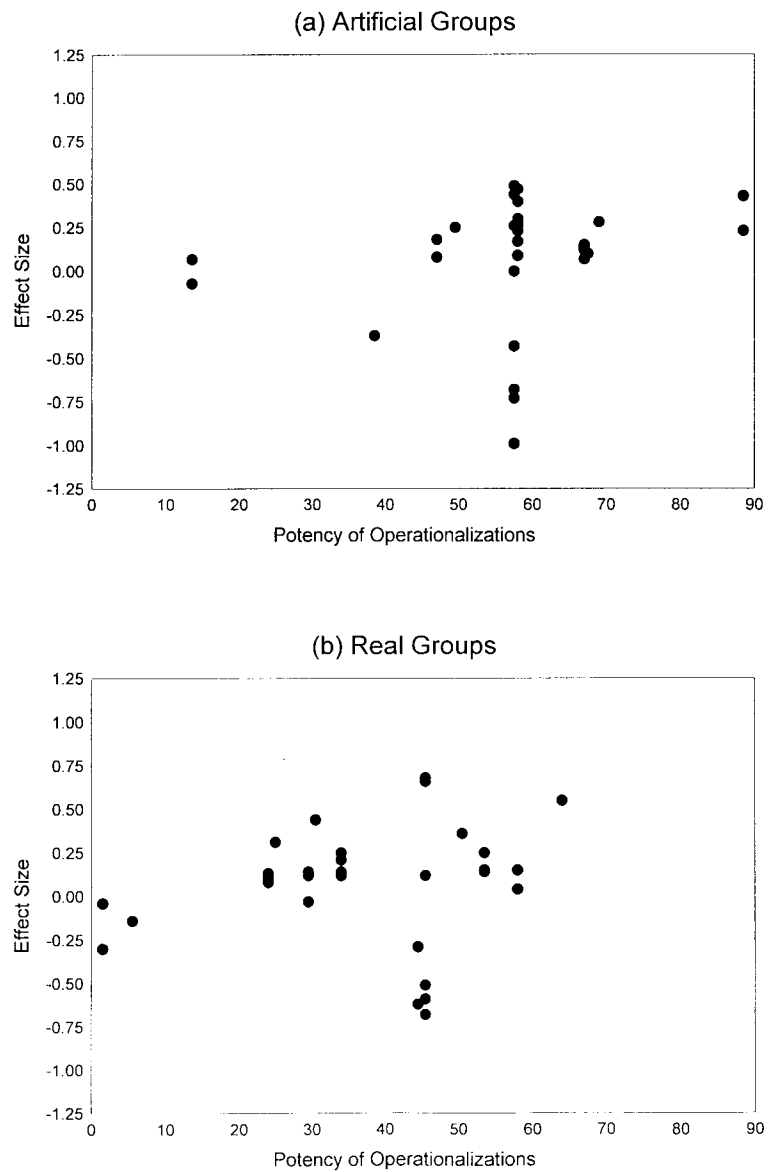 (a) Artificial Groups
1.25
1.00
0.75
0.50
0.25
0.00
-0.25
-0.50
-0.75
-1.00
-1.25
Effect Size
0 10 20 30 40 50 60 70 80 90
Potency of Operationalizations
(b) Real Groups
1.25
1.00
0.75
0.50
0.25
0.00
-0.25
-0.50
-0.75
-1.00
-1.25
Effect Size
0 10 20 30 40 50 60 70 80 90
Potency of Operationalizations